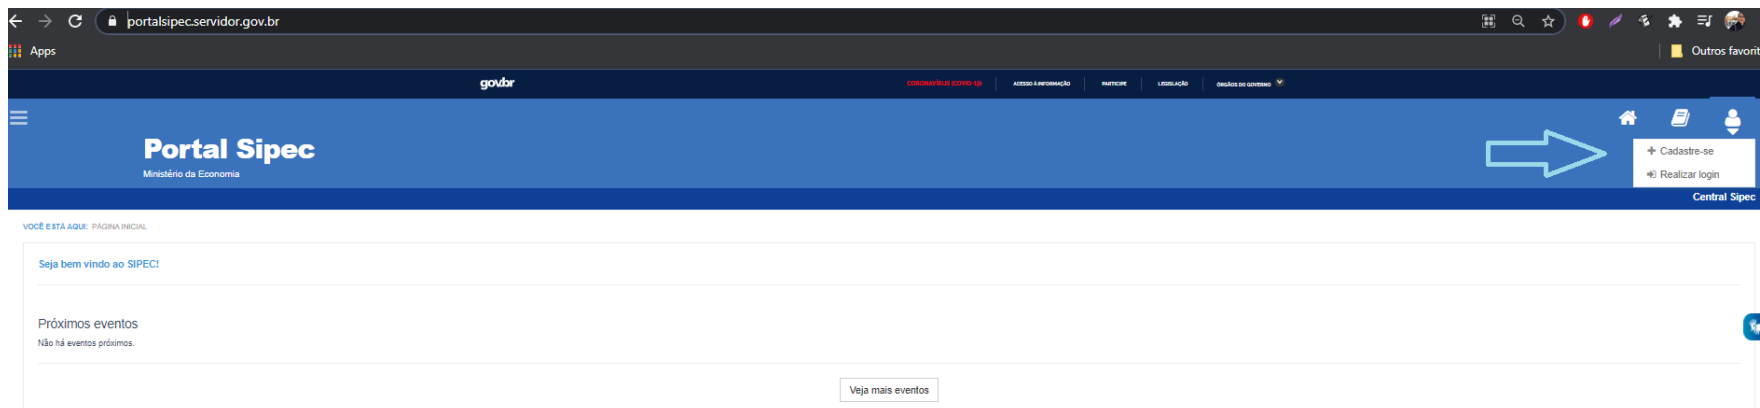 portalsipec.servidor.gov.br
Apps
Outros favorit
govbr
CORONAVÍRUS (COVID-19)
ACESSO À INFORMAÇÃO
PARTICIPE
LEGISLAÇÃO
ÓRGÃOS DO GOVERNO
Portal Sipec
Ministério da Economia
Cadastre-se
Realizar login
Central Sipec
VOCÊ ESTÁ AQUI: PÁGINA INICIAL
Seja bem vindo ao SIPEC!
Próximos eventos
Não há eventos próximos.
Veja mais eventos